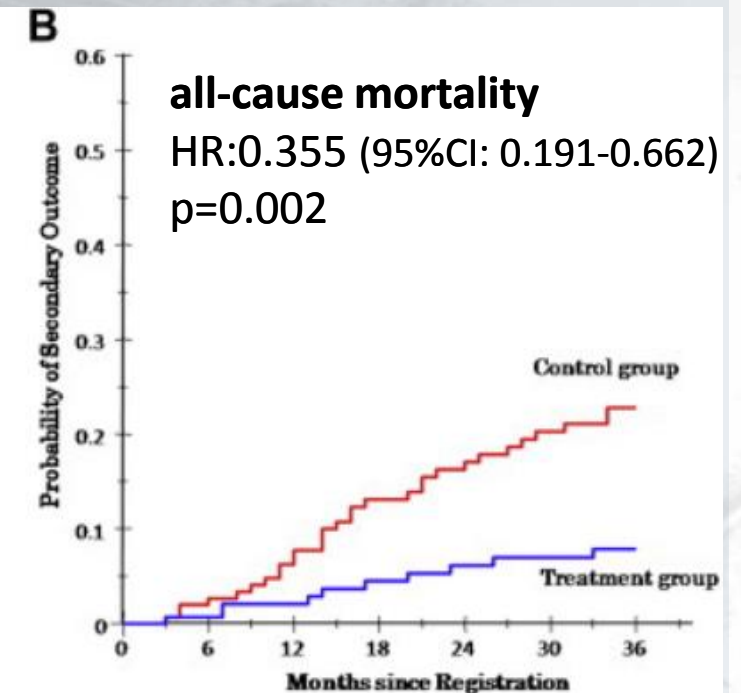 B
all-cause mortality
HR:0.355 (95%CI: 0.191-0.662)
p=0.002
Probability of Secondary Outcome
0.6
0.5
0.4
0.3
0.2
0.1
0
Control group
Treatment group
0 6 12 18 24 30 36
Months since Registration